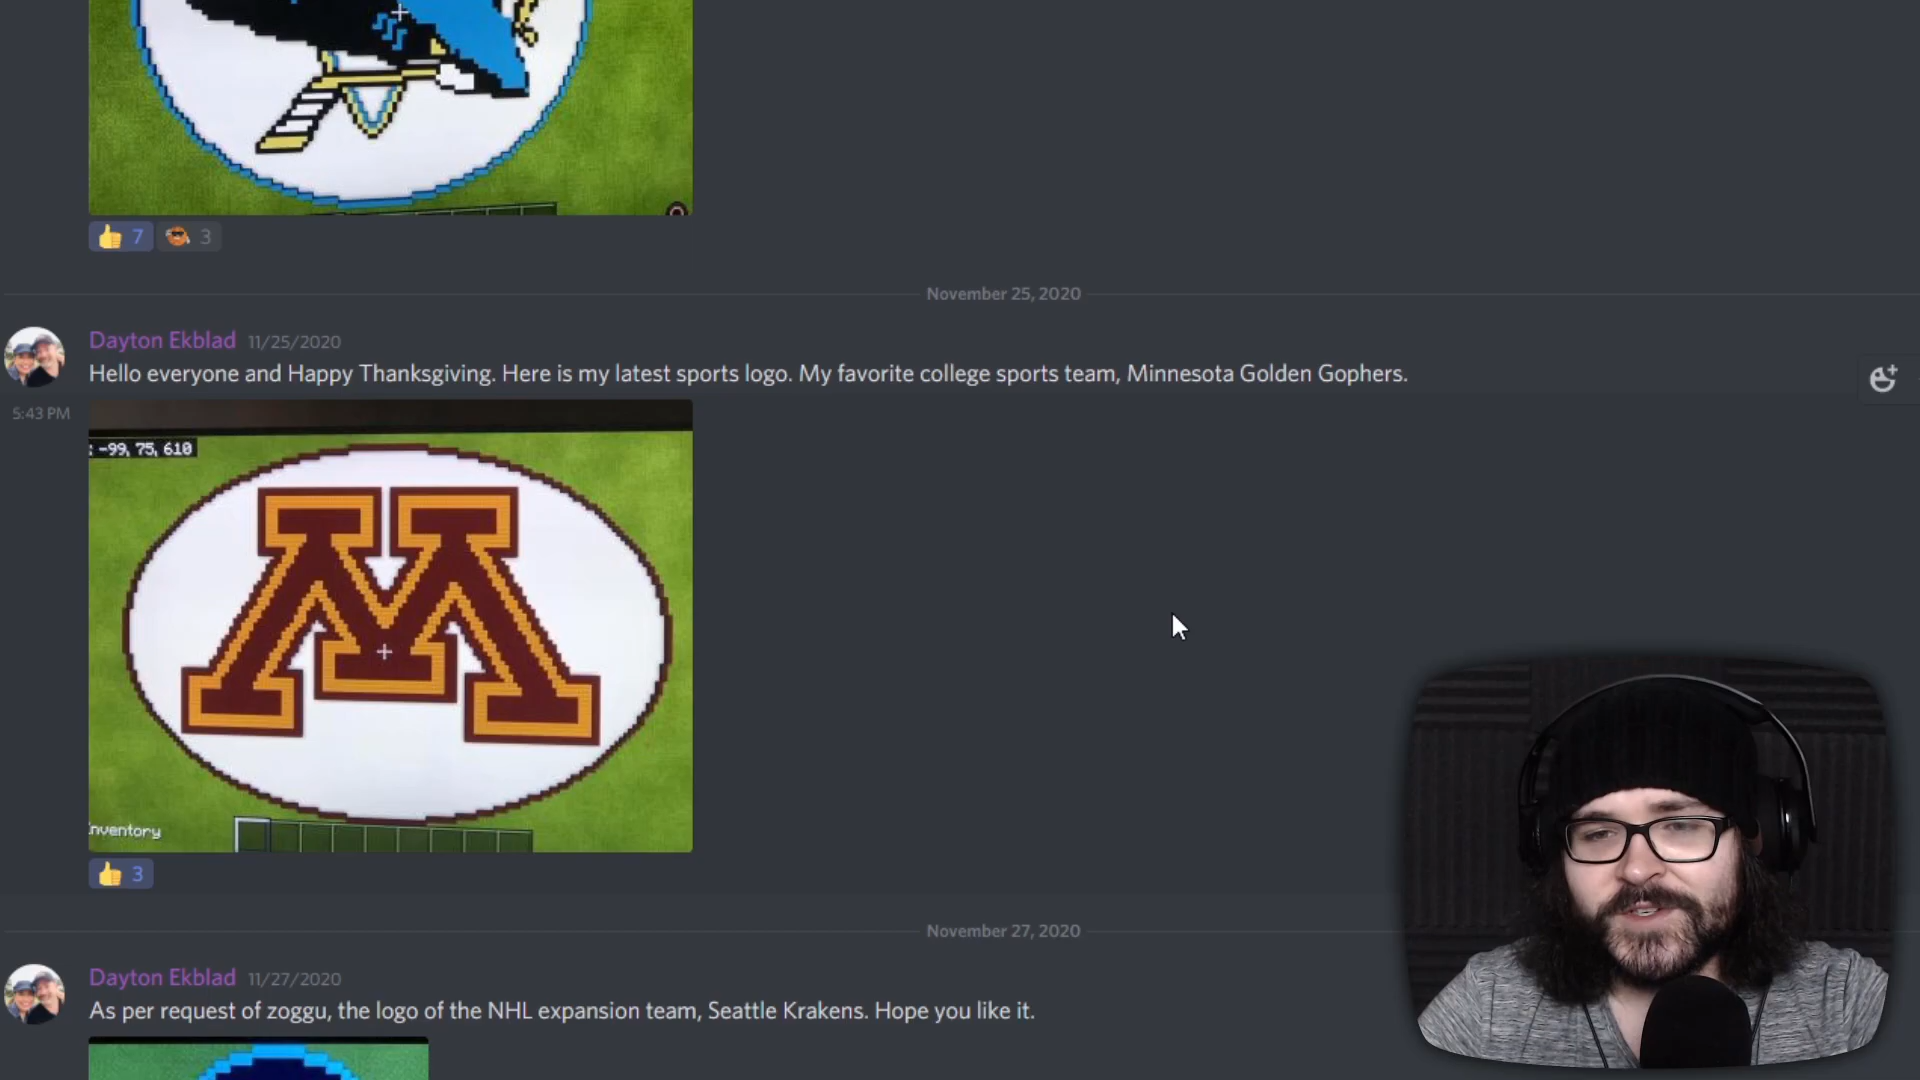 7 3
November 25, 2020
Dayton Ekblad 11/25/2020
Hello everyone and Happy Thanksgiving. Here is my latest sports logo. My favorite college sports team, Minnesota Golden Gophers.
5:43 PM
: -99, 75, 610
M
Inventory
3
November 27, 2020
Dayton Ekblad 11/27/2020
As per request of zoggu, the logo of the NHL expansion team, Seattle Krakens. Hope you like it.